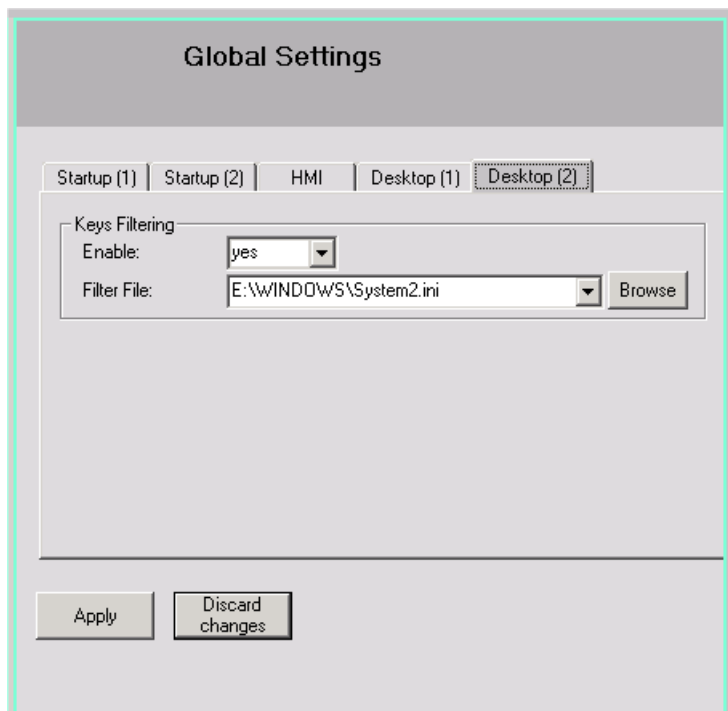 Global Settings
Startup (1) Startup (2) HMI Desktop (1) Desktop (2)
Keys Filtering
Enable: yes
Filter File: E:\WINDOWS\System2.ini Browse
Apply Discard
changes